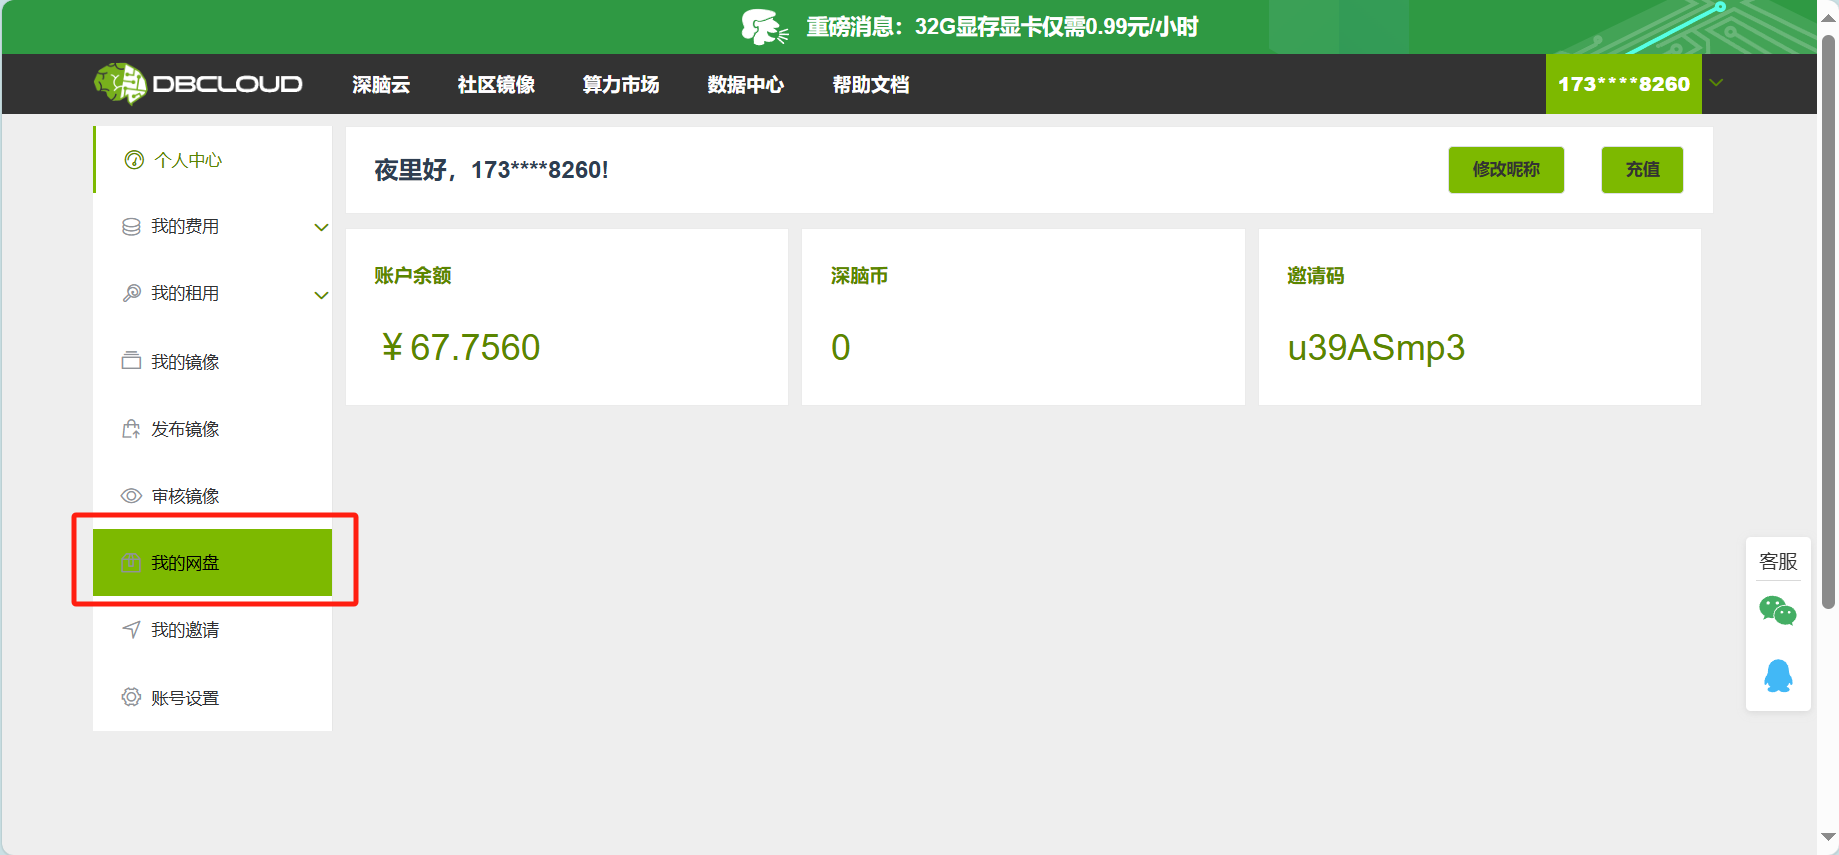 重磅消息：32G显存显卡仅需0.99元/小时
DBCLOUD 深脑云 社区镜像 算力市场 数据中心 帮助文档 173****8260
个人中心
我的费用
我的租用
我的镜像
发布镜像
审核镜像
我的网盘
我的邀请
账号设置
夜里好，173****8260!
修改昵称 充值
账户余额
￥67.7560
深脑币
0
邀请码
u39ASmp3
客服